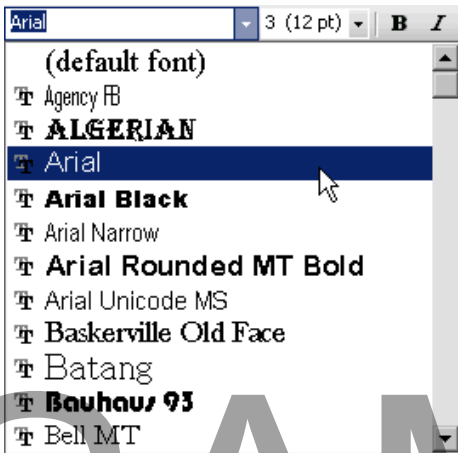 Arial 3 (12 pt) B I
(default font)
Agency FB
ALGERIAN
Arial
Arial Black
Arial Narrow
Arial Rounded MT Bold
Arial Unicode MS
Baskerville Old Face
Batang
Bauhaus 93
Bell MT